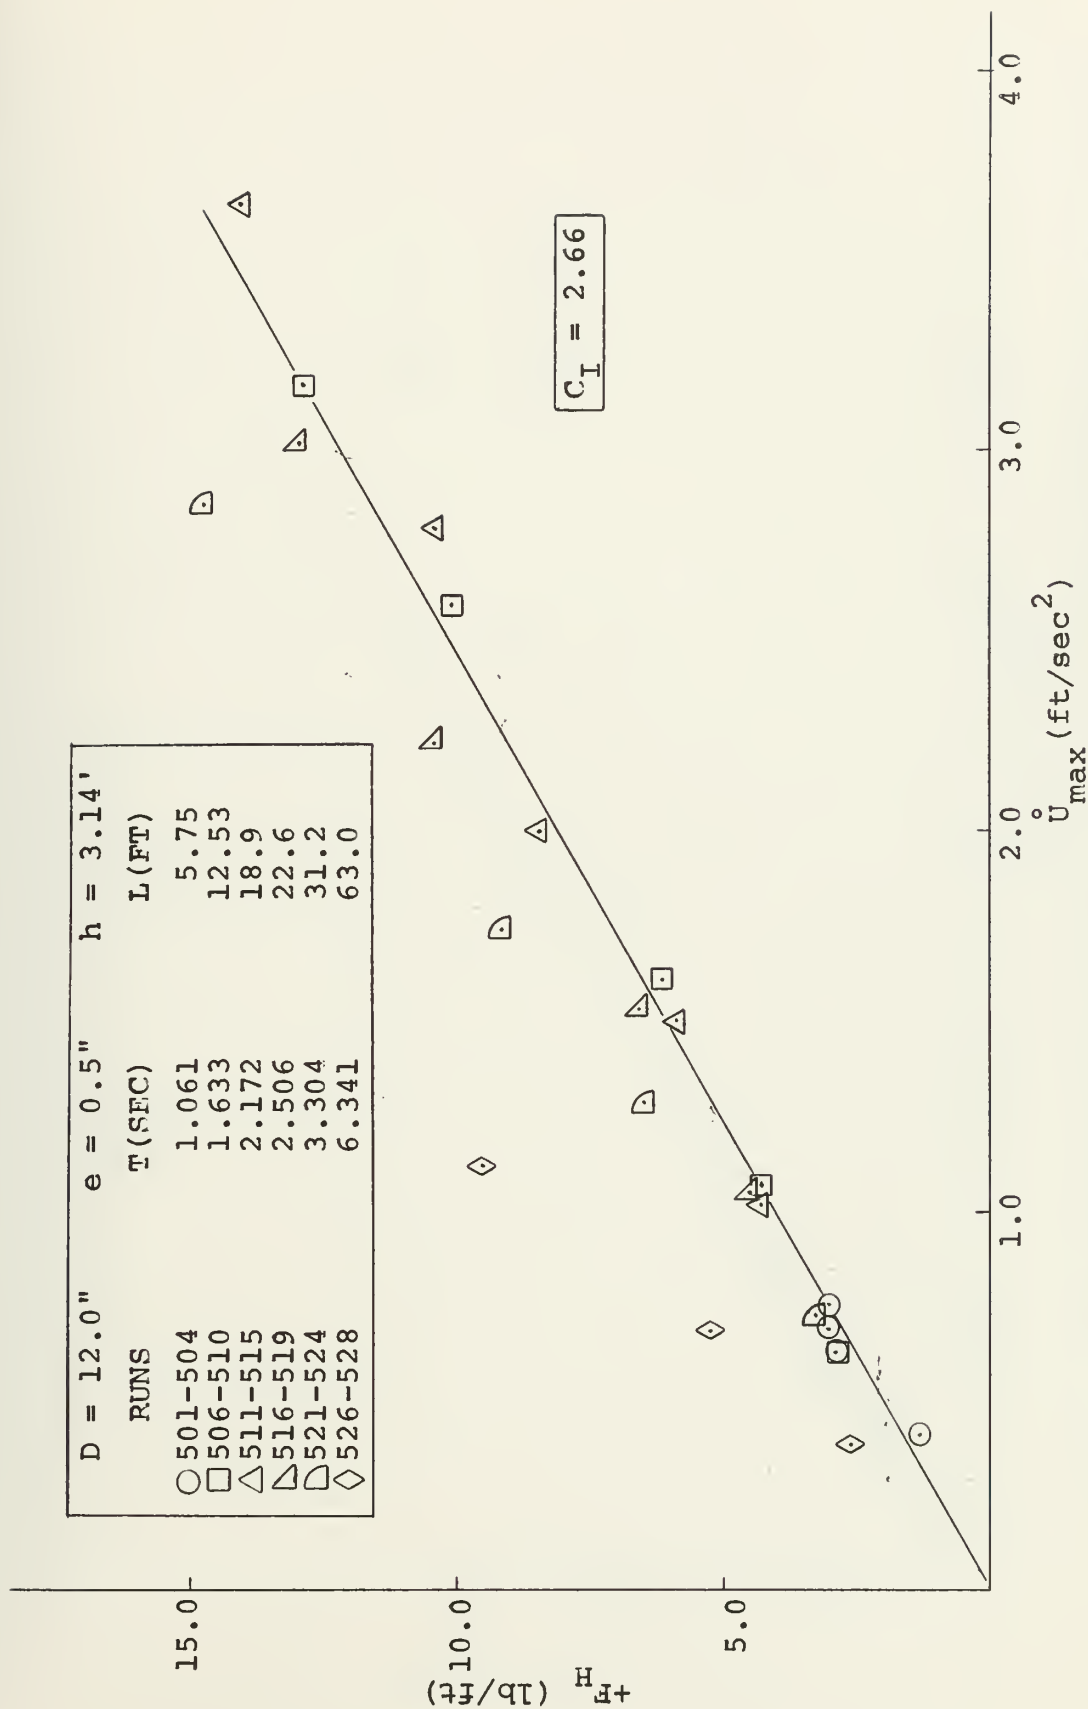 D = 12.0" e = 0.5" h = 3.14'
RUNS T(SEC) L(FT)
501-504 1.061 5.75
506-510 1.633 12.53
511-515 2.172 18.9
516-519 2.506 22.6
521-524 3.304 31.2
526-528 6.341 63.0
15.0
10.0
5.0
+F_H (lb/ft)
C_I = 2.66
1.0 2.0 3.0 4.0
Ů_max (ft/sec²)